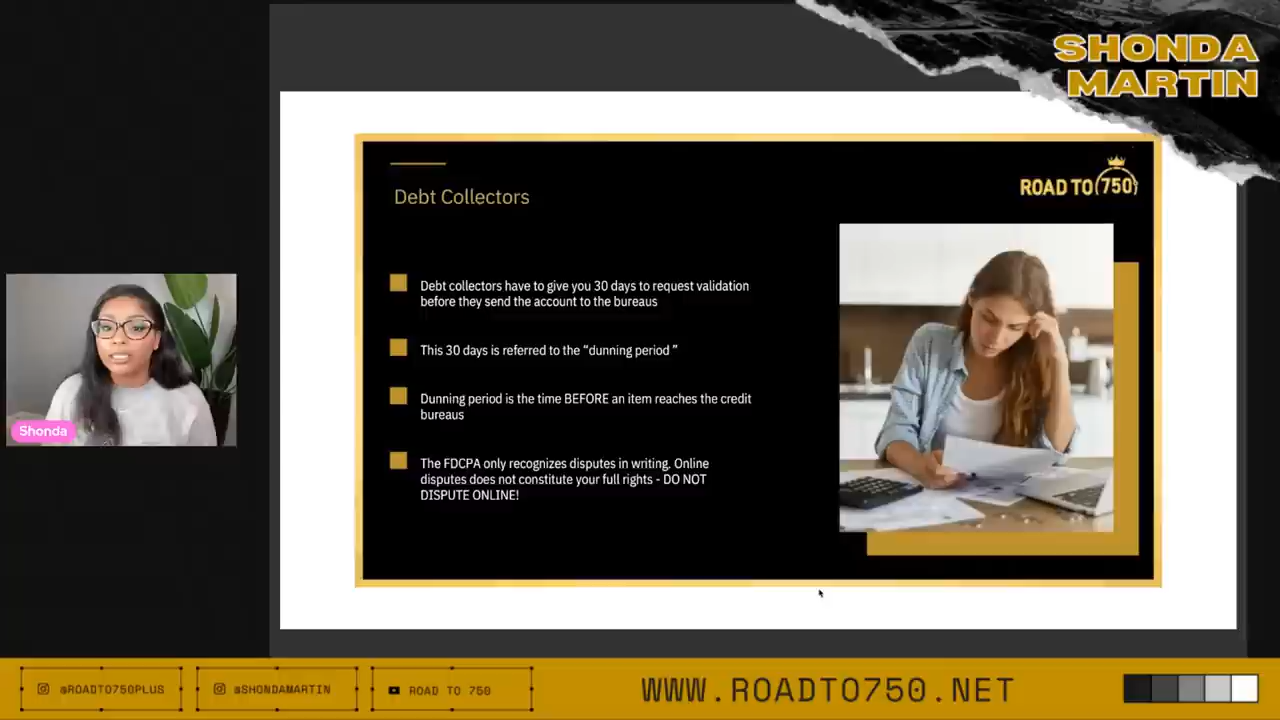 SHONDA
MARTIN
ROAD TO 750
Debt Collectors
Debt collectors have to give you 30 days to request validation
before they send the account to the bureaus
This 30 days is referred to the “dunning period ”
Dunning period is the time BEFORE an item reaches the credit
bureaus
The FDCPA only recognizes disputes in writing. Online
disputes does not constitute your full rights - DO NOT
DISPUTE ONLINE!
Shonda
@ROADTO750PLUS
@SHONDAMARTIN
ROAD TO 750
WWW.ROADTO750.NET